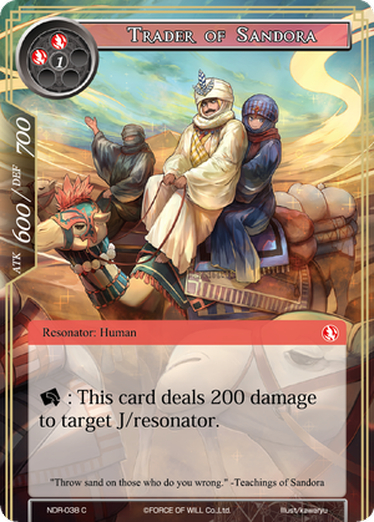 Trader of Sandora
1
ATK 600/ DEF 700
Resonator: Human
: This card deals 200 damage
to target J/resonator.
"Throw sand on those who do you wrong." -Teachings of Sandora
NDR-038 C ©FORCE OF WILL Co.,Ltd. Illust/kawaryu